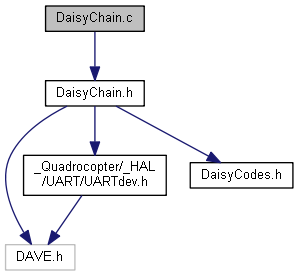 DaisyChain.c
DaisyChain.h
_Quadrocopter/_HAL
/UART/UARTdev.h
DaisyCodes.h
DAVE.h